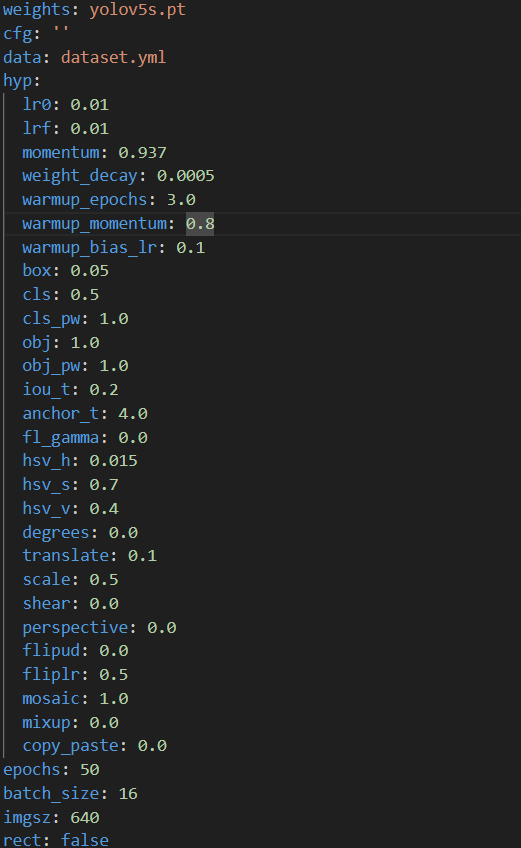 weights: yolov5s.pt
cfg: ''
data: dataset.yml
hyp:
  lr0: 0.01
  lrf: 0.01
  momentum: 0.937
  weight_decay: 0.0005
  warmup_epochs: 3.0
  warmup_momentum: 0.8
  warmup_bias_lr: 0.1
  box: 0.05
  cls: 0.5
  cls_pw: 1.0
  obj: 1.0
  obj_pw: 1.0
  iou_t: 0.2
  anchor_t: 4.0
  fl_gamma: 0.0
  hsv_h: 0.015
  hsv_s: 0.7
  hsv_v: 0.4
  degrees: 0.0
  translate: 0.1
  scale: 0.5
  shear: 0.0
  perspective: 0.0
  flipud: 0.0
  fliplr: 0.5
  mosaic: 1.0
  mixup: 0.0
  copy_paste: 0.0
epochs: 50
batch_size: 16
imgsz: 640
rect: false